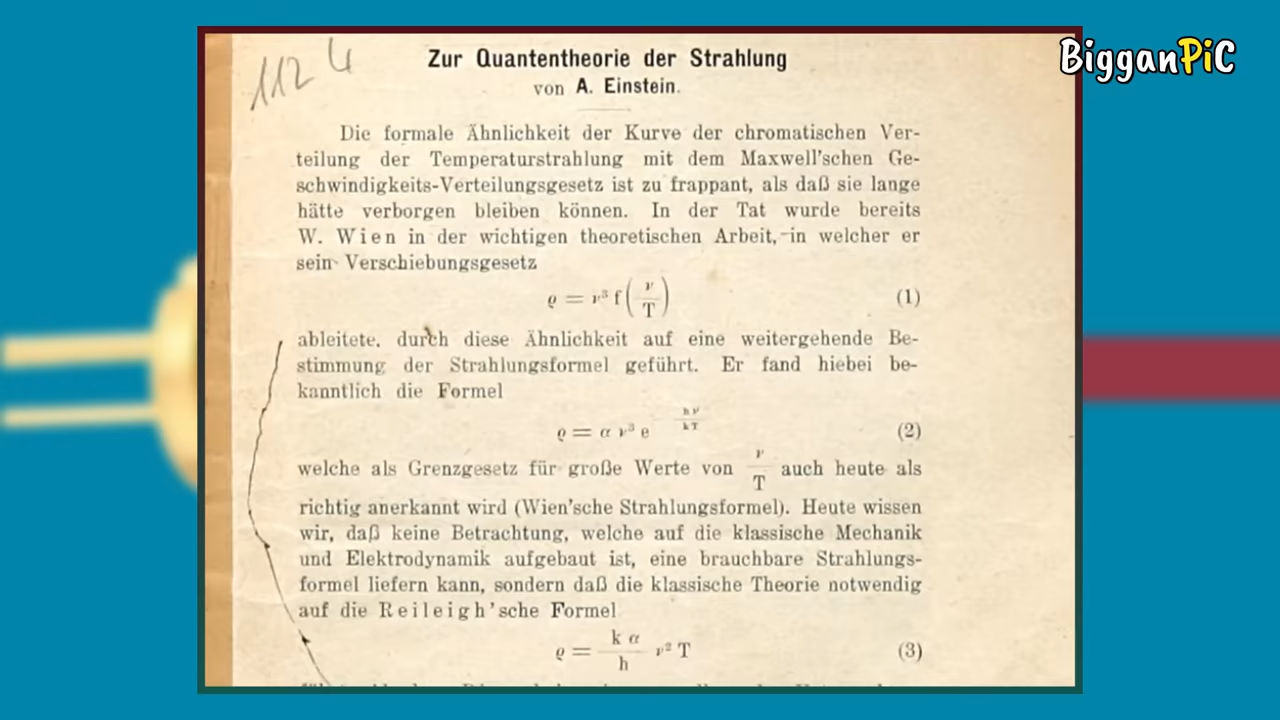 BigganPiC
112 4
Zur Quantentheorie der Strahlung
von A. Einstein.
Die formale Ähnlichkeit der Kurve der chromatischen Ver-
teilung der Temperaturstrahlung mit dem Maxwell'schen Ge-
schwindigkeits-Verteilungsgesetz ist zu frappant, als daß sie lange
hätte verborgen bleiben können. In der Tat wurde bereits
W. Wien in der wichtigen theoretischen Arbeit, in welcher er
sein Verschiebungsgesetz
ϱ = ν³ f(ν/T) (1)
ableitete, durch diese Ähnlichkeit auf eine weitergehende Be-
stimmung der Strahlungsformel geführt. Er fand hiebei be-
kanntlich die Formel
ϱ = α ν³ e hν/kT (2)
welche als Grenzgesetz für große Werte von ν/T auch heute als
richtig anerkannt wird (Wien'sche Strahlungsformel). Heute wissen
wir, daß keine Betrachtung, welche auf die klassische Mechanik
und Elektrodynamik aufgebaut ist, eine brauchbare Strahlungs-
formel liefern kann, sondern daß die klassische Theorie notwendig
auf die Reileigh'sche Formel
ϱ = k α/h ν² T (3)